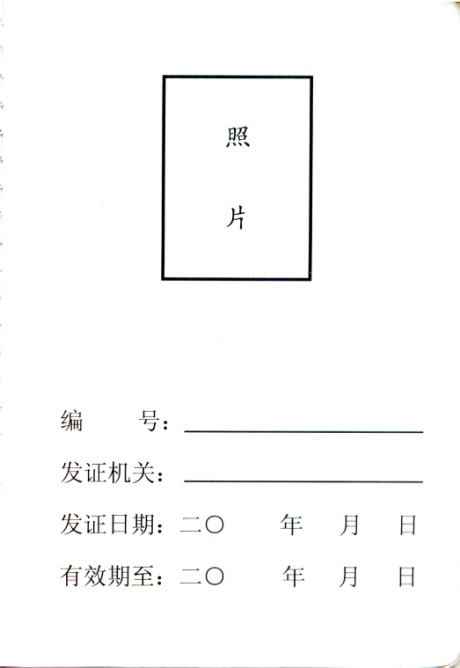 照
片
编 号：
发证机关：
发证日期：二〇 年 月 日
有效期至：二〇 年 月 日